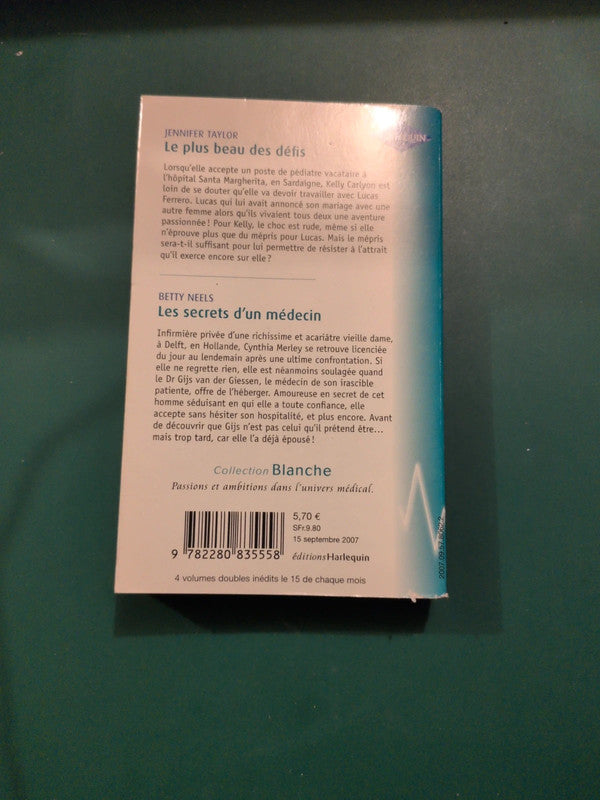 JENNIFER TAYLOR
Le plus beau des défis
Lorsqu'elle accepte un poste de pédiatre vacataire à
l'hôpital Santa Margherita, en Sardaigne, Kelly Carlyon est
loin de se douter qu'elle va devoir travailler avec Lucas
Ferrero. Lucas qui lui avait annoncé son mariage avec une
autre femme alors qu'ils vivaient tous deux une aventure
passionnée ! Pour Kelly, le choc est rude, même si elle
n'éprouve plus que du mépris pour Lucas. Mais le mépris
sera-t-il suffisant pour lui permettre de résister à l'attrait
qu'il exerce encore sur elle ?
BETTY NEELS
Les secrets d'un médecin
Infirmière privée d'une richissime et acariâtre vieille dame,
à Delft, en Hollande, Cynthia Merley se retrouve licenciée
du jour au lendemain après une ultime confrontation. Si
elle ne regrette rien, elle est néanmoins soulagée quand
le Dr Gijs van der Giessen, le médecin de son irascible
patiente, offre de l'héberger. Amoureuse en secret de cet
homme séduisant en qui elle a toute confiance, elle
accepte sans hésiter son hospitalité, et plus encore. Avant
de découvrir que Gijs n'est pas celui qu'il prétend être...
mais trop tard, car elle l'a déjà épousé !
Collection Blanche
Passions et ambitions dans l'univers médical.
5,70 €
SFr.9.80
15 septembre 2007
9 782280 835558
éditionsHarlequin
4 volumes doubles inédits le 15 de chaque mois